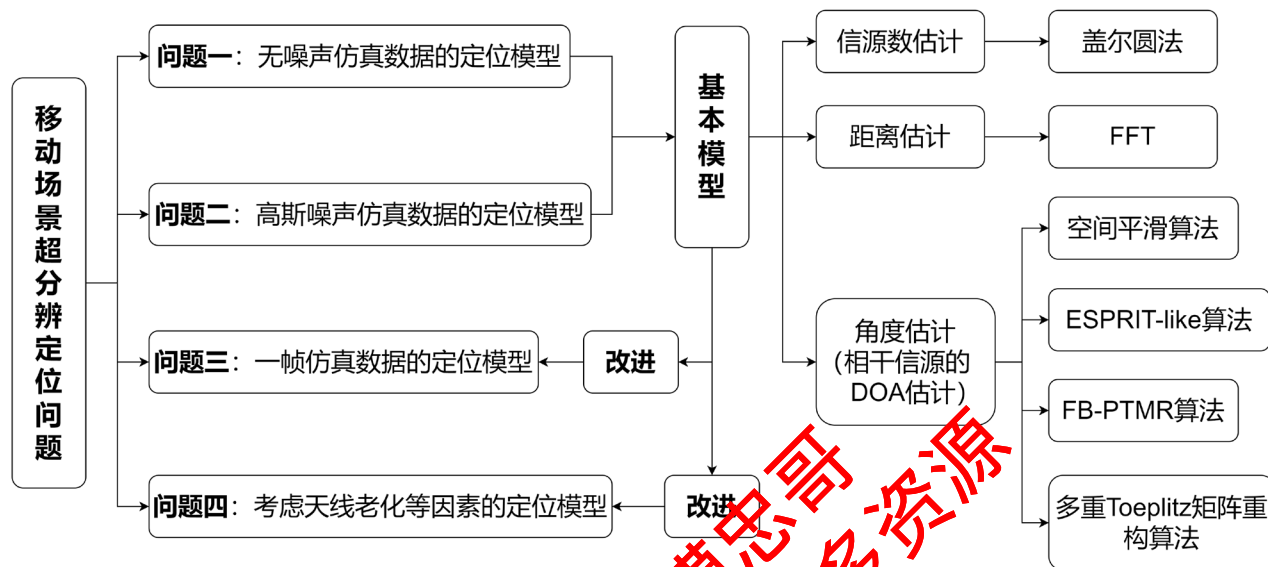 移动场景超分辨定位问题
问题一：无噪声仿真数据的定位模型
问题二：高斯噪声仿真数据的定位模型
问题三：一帧仿真数据的定位模型
问题四：考虑天线老化等因素的定位模型
改进
改进
基本模型
信源数估计
盖尔圆法
距离估计
FFT
角度估计
(相干信源的
DOA估计)
空间平滑算法
ESPRIT-like算法
FB-PTMR算法
多重Toeplitz矩阵重
构算法
忠哥
多资源